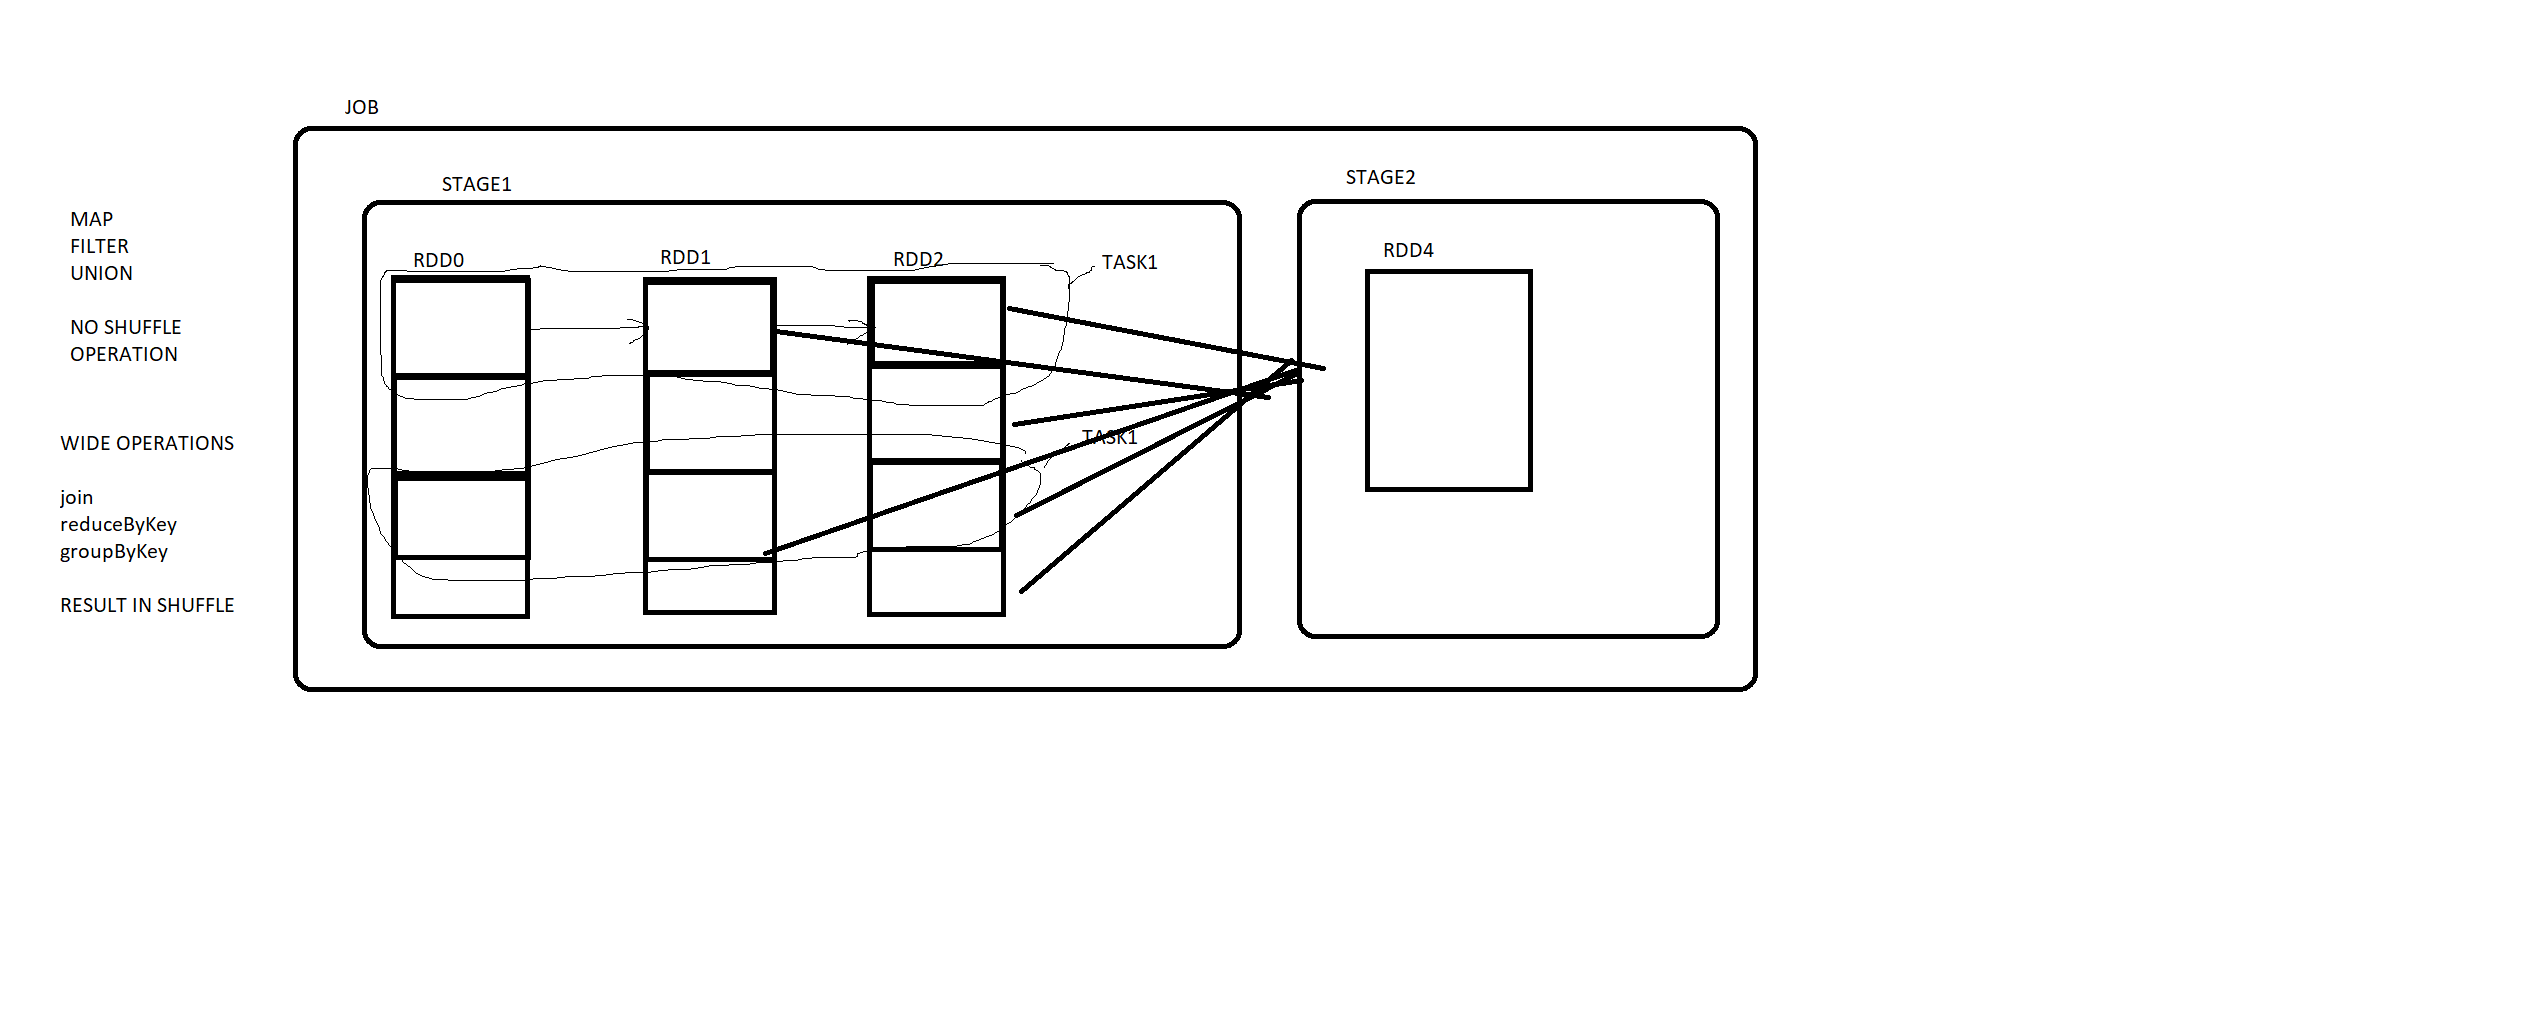 JOB
STAGE1
STAGE2
MAP
FILTER
UNION
NO SHUFFLE
OPERATION
WIDE OPERATIONS
join
reduceByKey
groupByKey
RESULT IN SHUFFLE
RDD0
RDD1
RDD2
TASK1
TASK1
RDD4